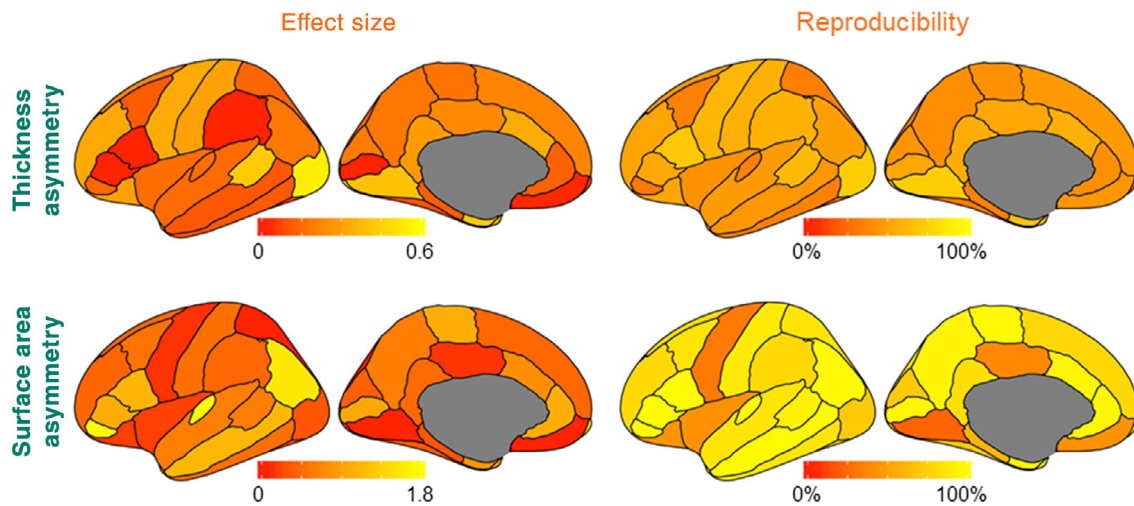 Effect size
Reproducibility
Thickness
asymmetry
0
0.6
0%
100%
Surface area
asymmetry
0
1.8
0%
100%